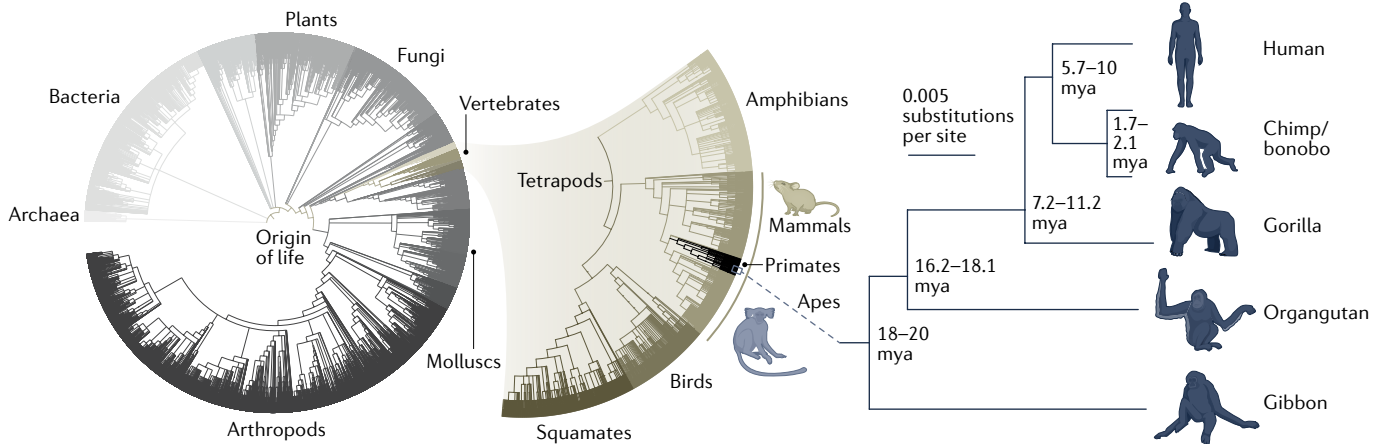 Plants
Fungi
Bacteria
Vertebrates
Archaea
Origin
of life
Molluscs
Arthropods
Amphibians
Tetrapods
Mammals
Primates
Apes
Birds
Squamates
0.005
substitutions
per site
5.7–10
mya
1.7–
2.1
mya
7.2–11.2
mya
16.2–18.1
mya
18–20
mya
Human
Chimp/
bonobo
Gorilla
Organgutan
Gibbon